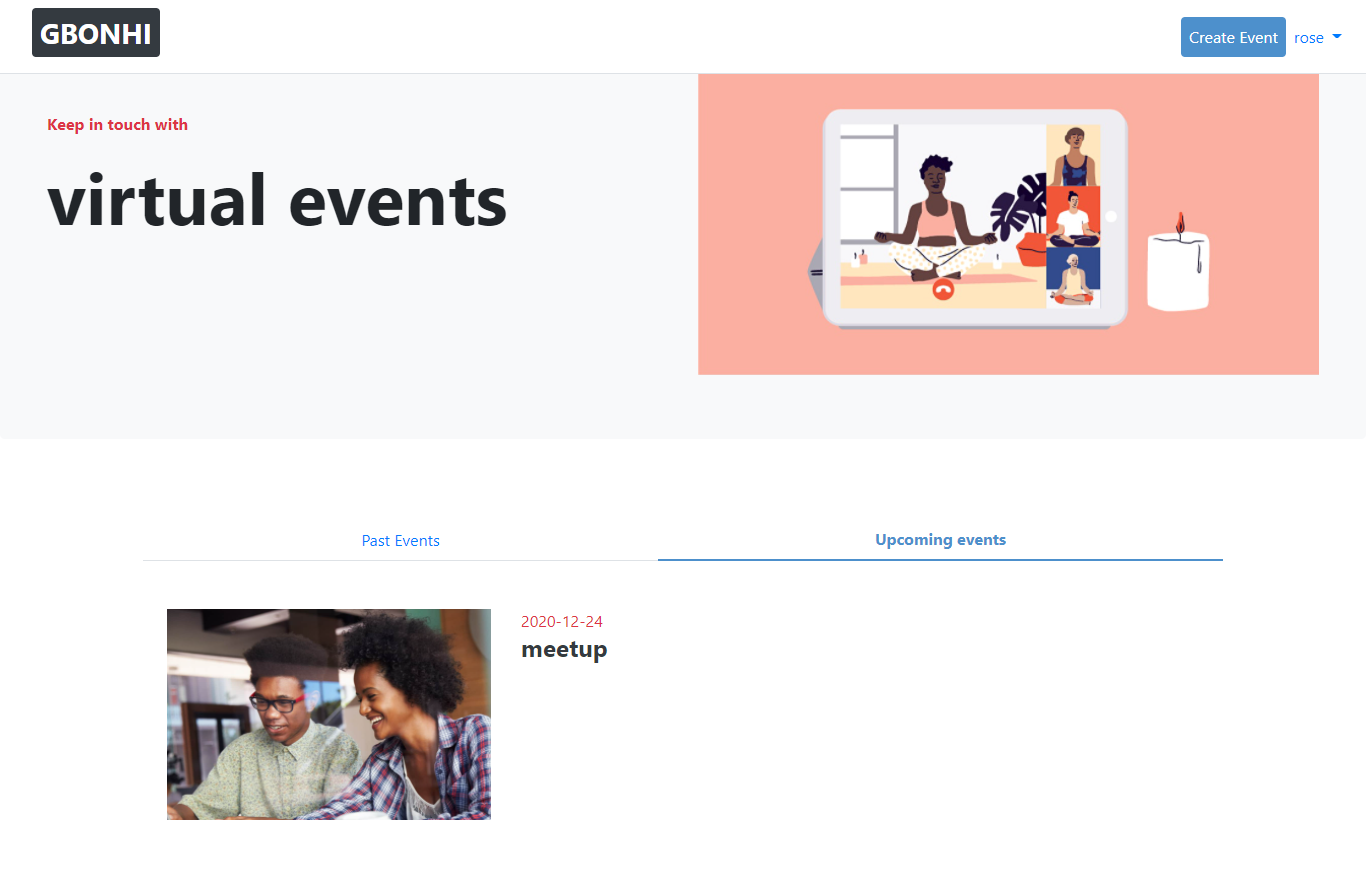 GBONHI
Create Event
rose
Keep in touch with
virtual events
Past Events
Upcoming events
2020-12-24
meetup